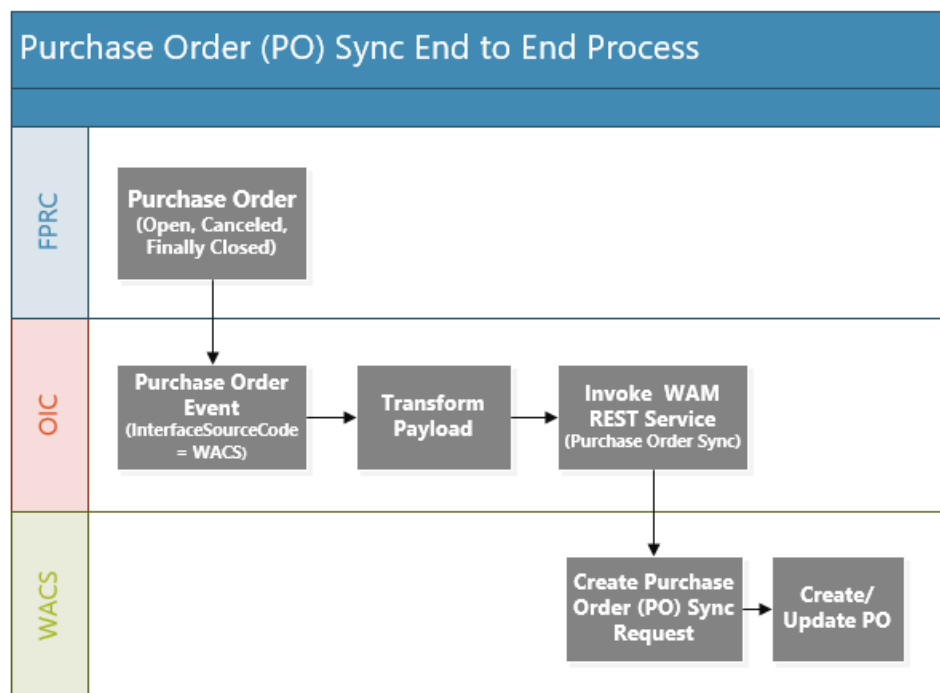 Purchase Order (PO) Sync End to End Process
FPRC
Purchase Order
(Open, Canceled,
Finally Closed)
OIC
Purchase Order
Event
(InterfaceSourceCode
= WACS)
Transform
Payload
Invoke WAM
REST Service
(Purchase Order Sync)
WACS
Create Purchase
Order (PO) Sync
Request
Create/
Update PO